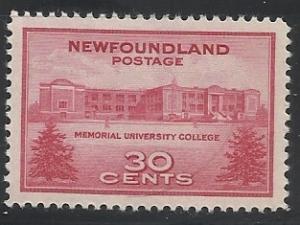 NEWFOUNDLAND
POSTAGE
MEMORIAL UNIVERSITY COLLEGE
30
CENTS